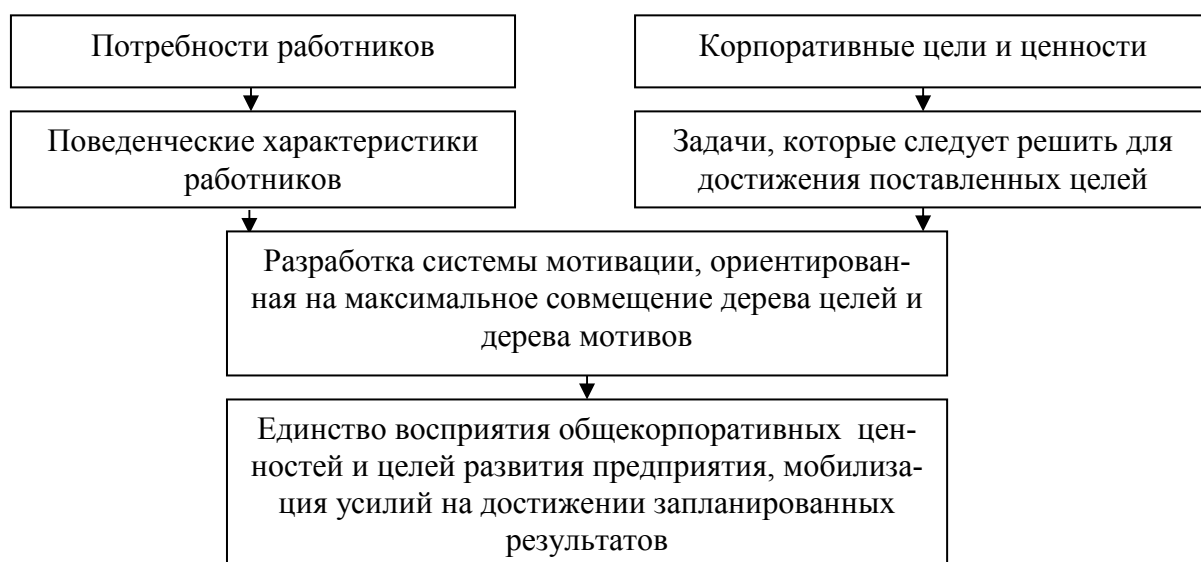 Потребности работников
Корпоративные цели и ценности
Поведенческие характеристики
работников
Задачи, которые следует решить для
достижения поставленных целей
Разработка системы мотивации, ориентирован-
ная на максимальное совмещение дерева целей и
дерева мотивов
Единство восприятия общекорпоративных цен-
ностей и целей развития предприятия, мобилиза-
ция усилий на достижении запланированных
результатов